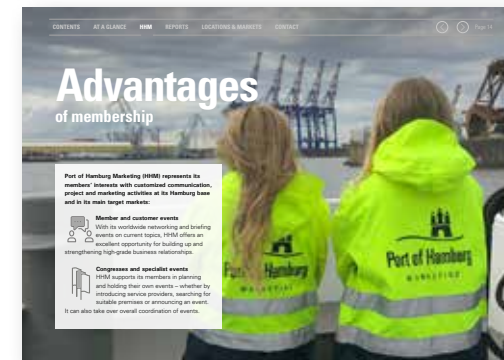 CONTENTS AT A GLANCE HHM REPORTS LOCATIONS & MARKETS CONTACT Page 14
Advantages
of membership
Port of Hamburg Marketing (HHM) represents its
members' interests with customized communication,
project and marketing activities at its Hamburg base
and in its main target markets:
Member and customer events
With its worldwide networking and briefing
events on current topics, HHM offers an
excellent opportunity for building up and
strengthening high-grade business relationships.
Congresses and specialist events
HHM supports its members in planning
and holding their own events – whether by
introducing service providers, searching for
suitable premises or announcing an event.
It can also take over overall coordination of events.
Port of Hamburg
MARKETING
Port of Hamburg
MARKETING